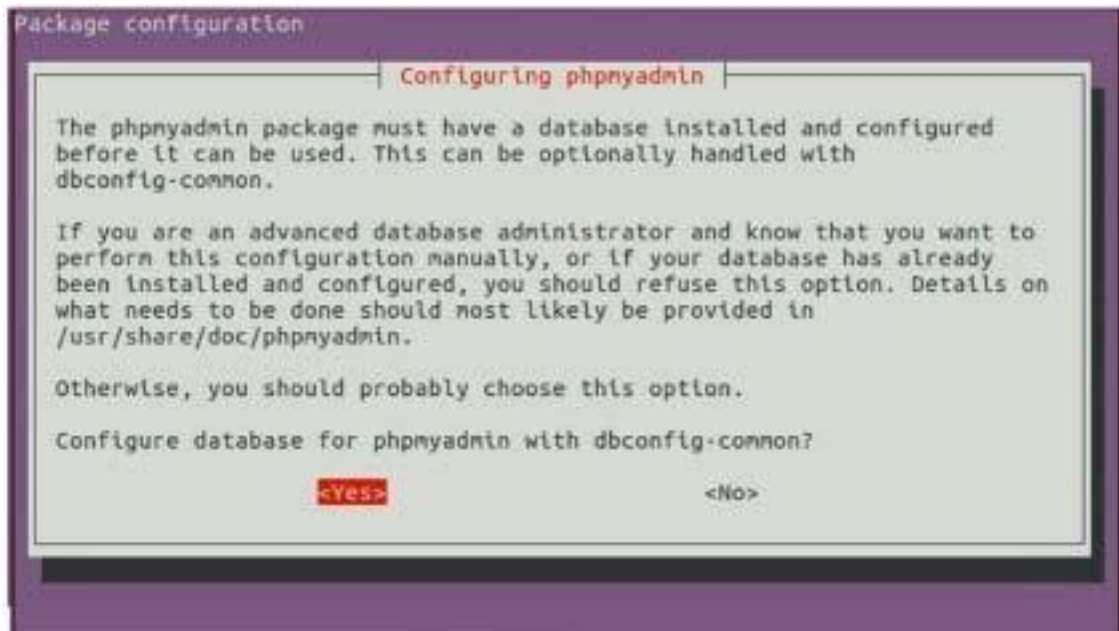 Package configuration
Configuring phpmyadmin
The phpmyadmin package must have a database installed and configured
before it can be used. This can be optionally handled with
dbconfig-common.
If you are an advanced database administrator and know that you want to
perform this configuration manually, or if your database has already
been installed and configured, you should refuse this option. Details on
what needs to be done should most likely be provided in
/usr/share/doc/phpmyadmin.
Otherwise, you should probably choose this option.
Configure database for phpmyadmin with dbconfig-common?
<Yes> <No>